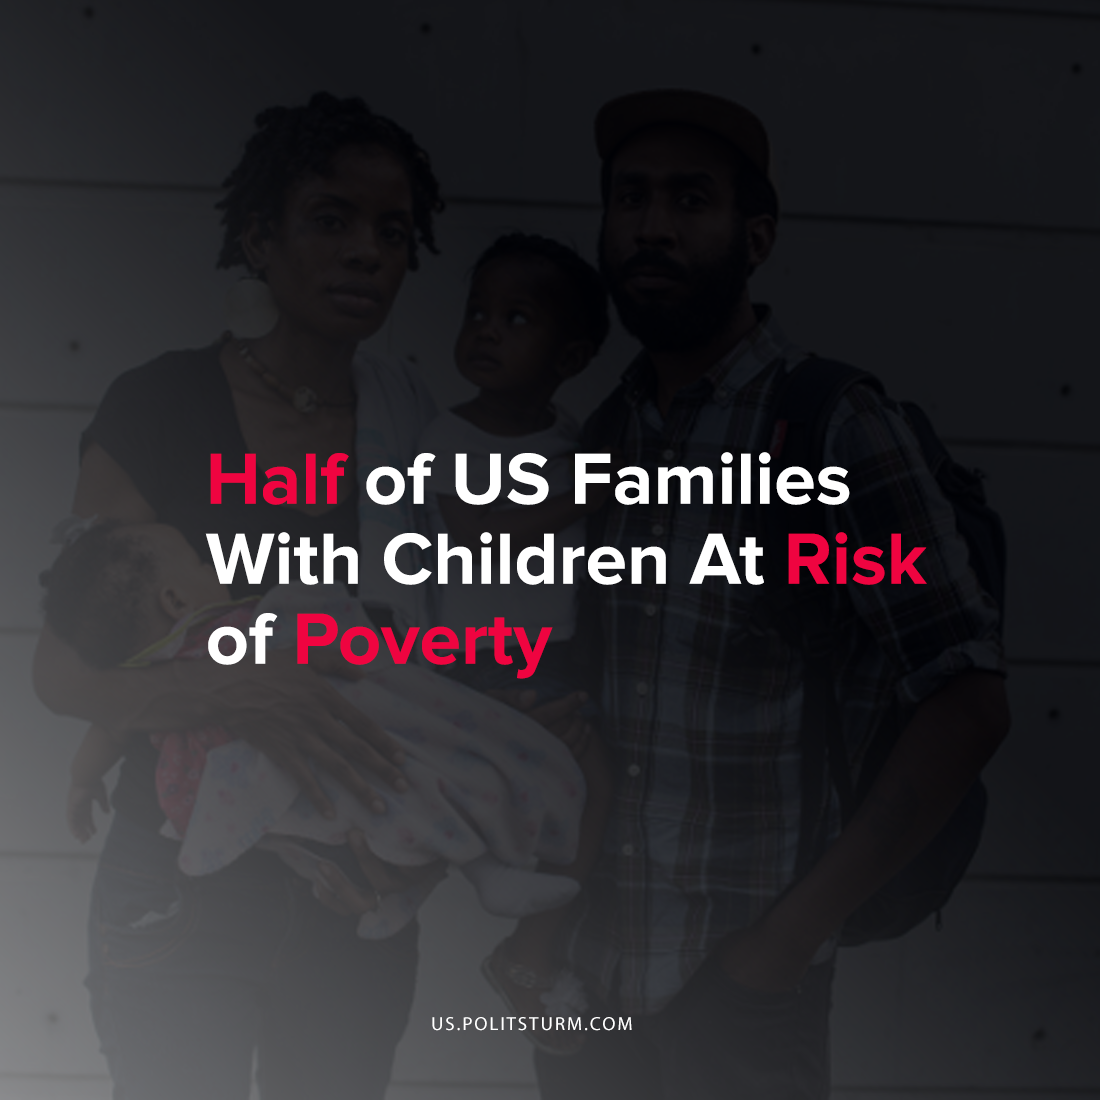 Half of US Families
With Children At Risk
of Poverty
US.POLITSTURM.COM